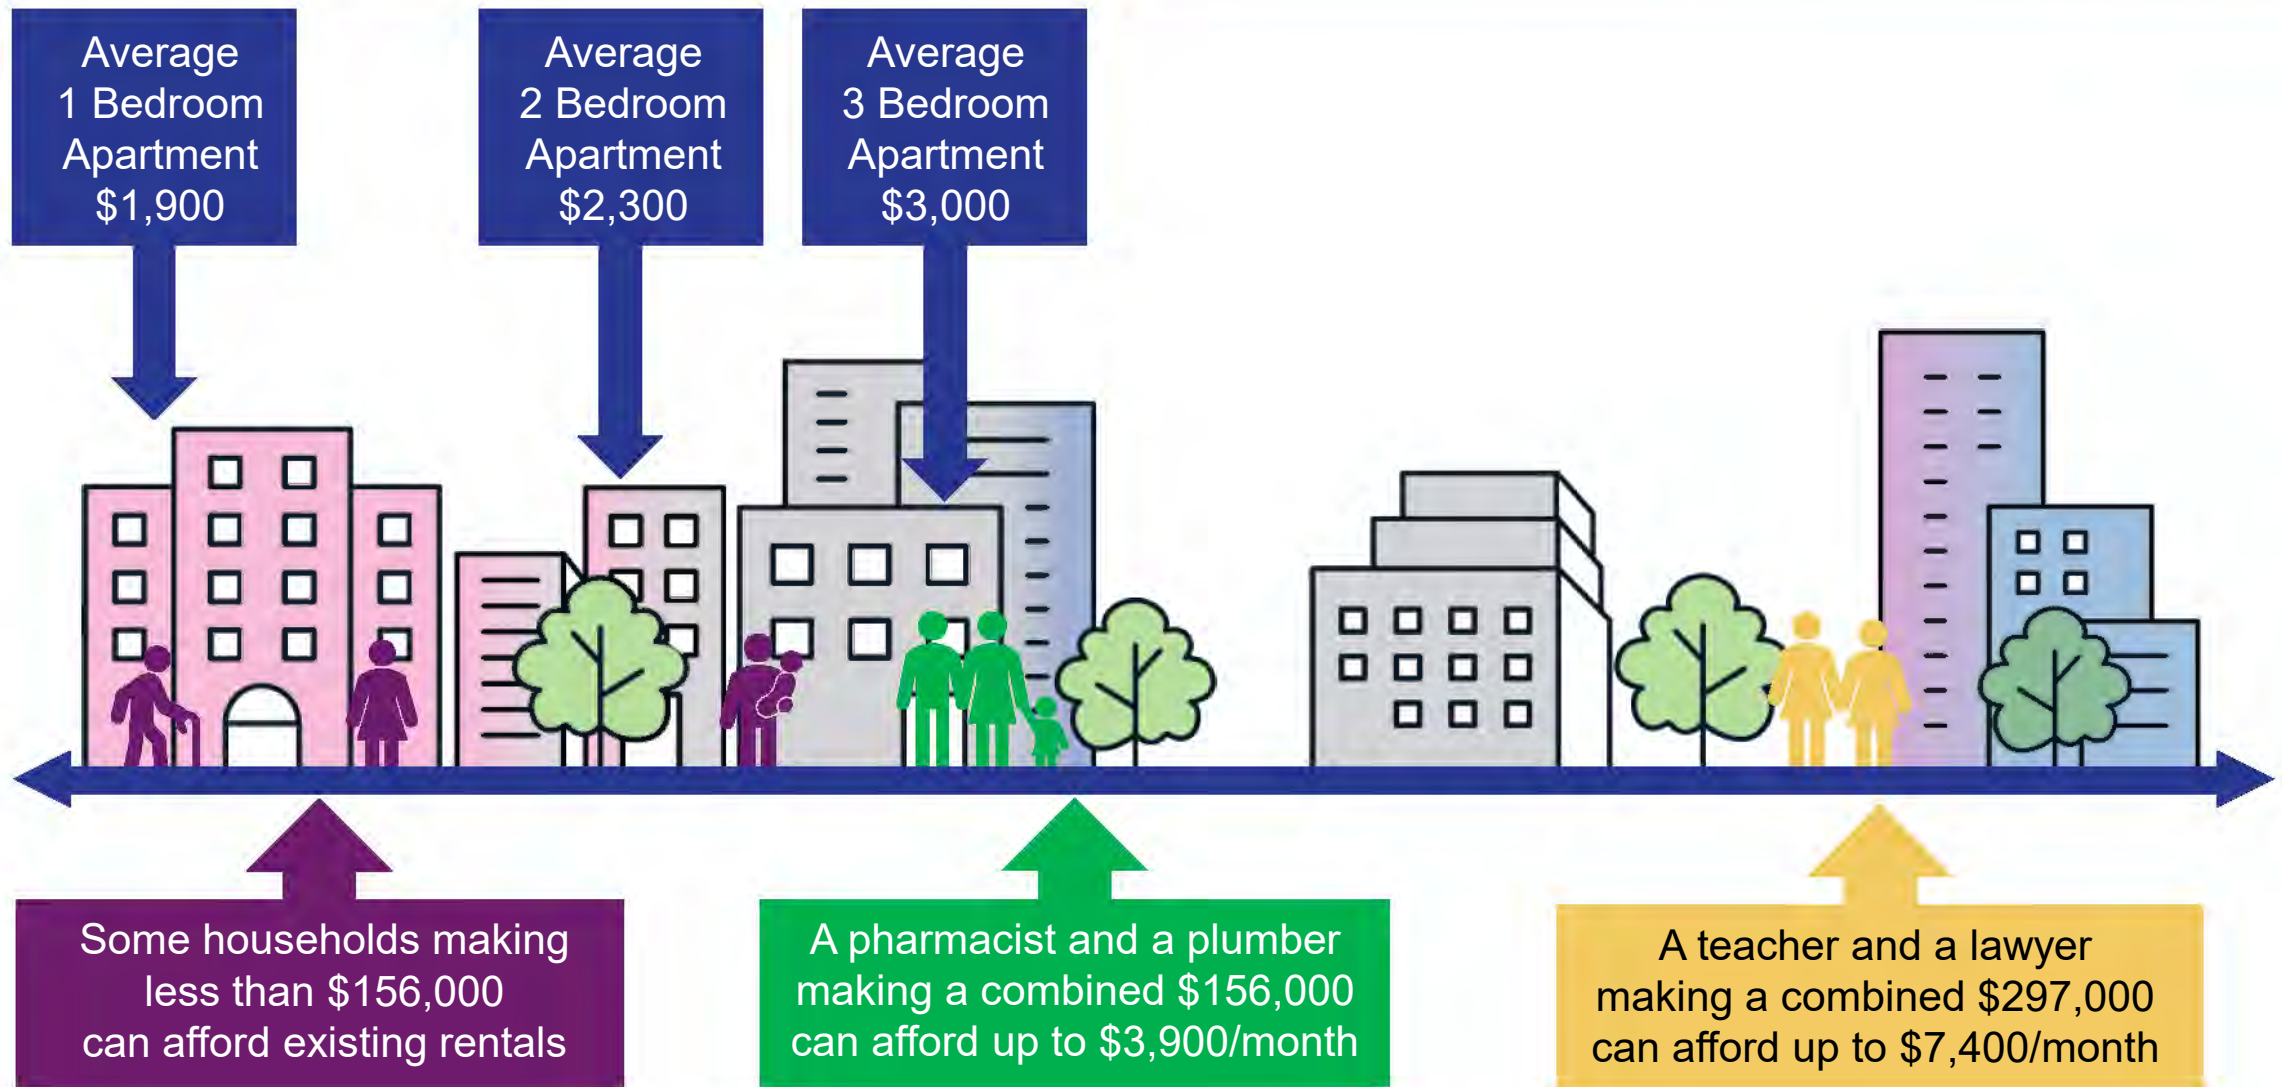 Average
1 Bedroom
Apartment
$1,900
Average
2 Bedroom
Apartment
$2,300
Average
3 Bedroom
Apartment
$3,000
Some households making
less than $156,000
can afford existing rentals
A pharmacist and a plumber
making a combined $156,000
can afford up to $3,900/month
A teacher and a lawyer
making a combined $297,000
can afford up to $7,400/month